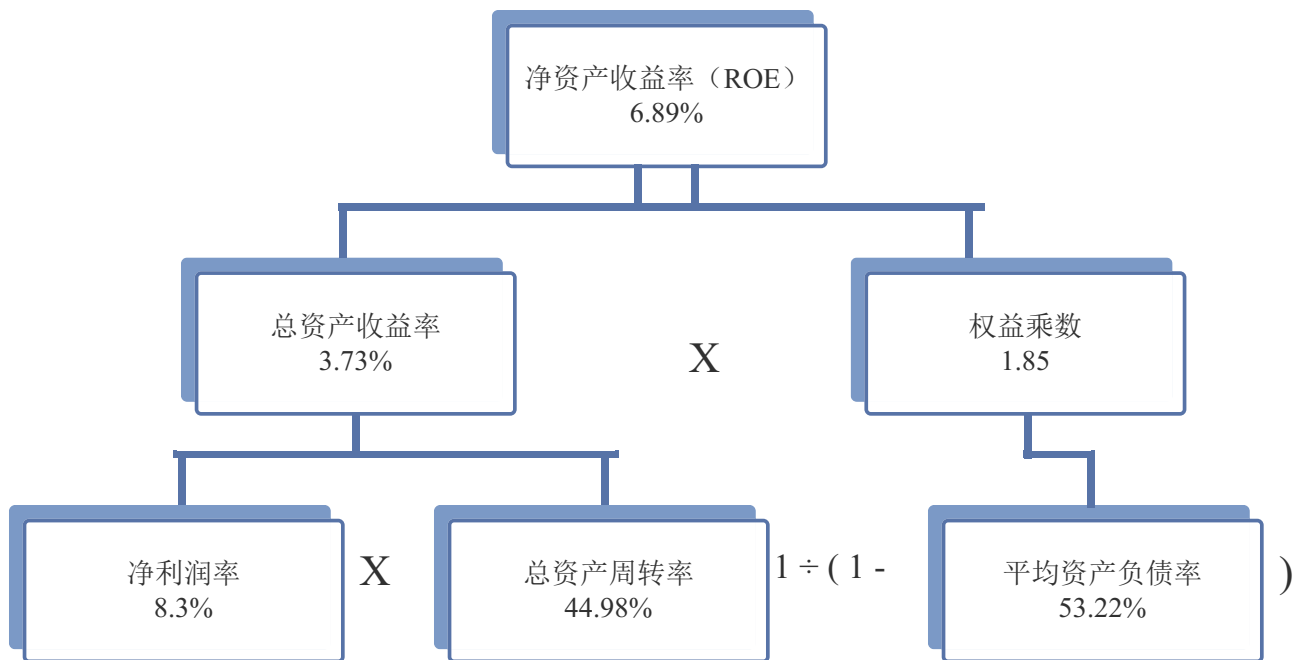 净资产收益率（ROE）
6.89%
总资产收益率
3.73%
X
权益乘数
1.85
净利润率
8.3%
X
总资产周转率
44.98%
1 ÷ ( 1 -
平均资产负债率
53.22%
)